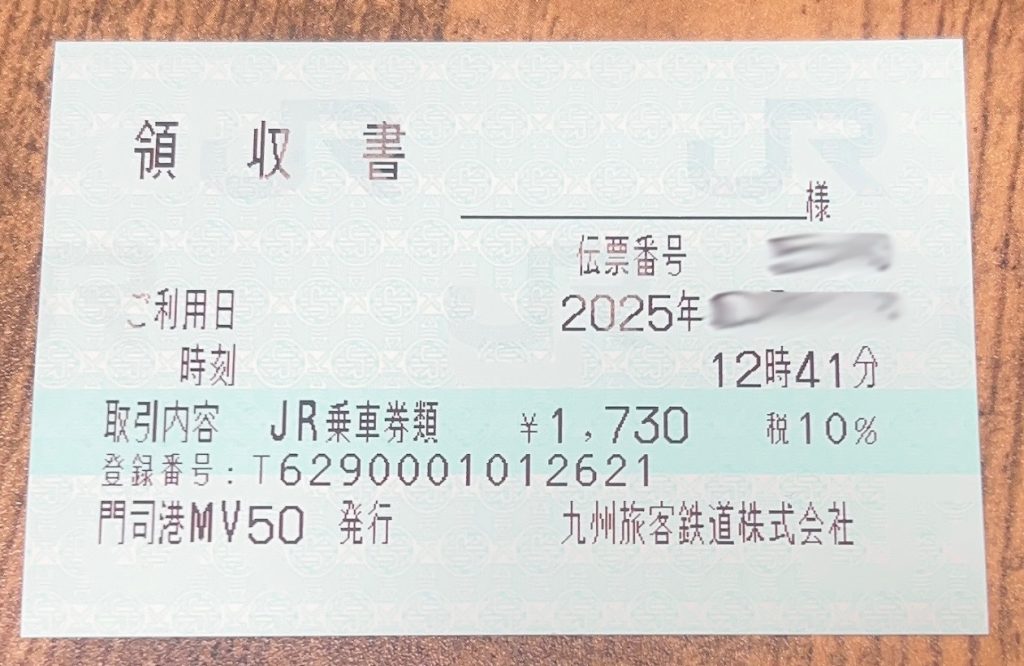 領収書
様
伝票番号
ご利用日 2025年
時刻 12時41分
取引内容 JR乗車券類 ¥1,730 税10%
登録番号:T6290001012621
門司港MV50 発行 九州旅客鉄道株式会社